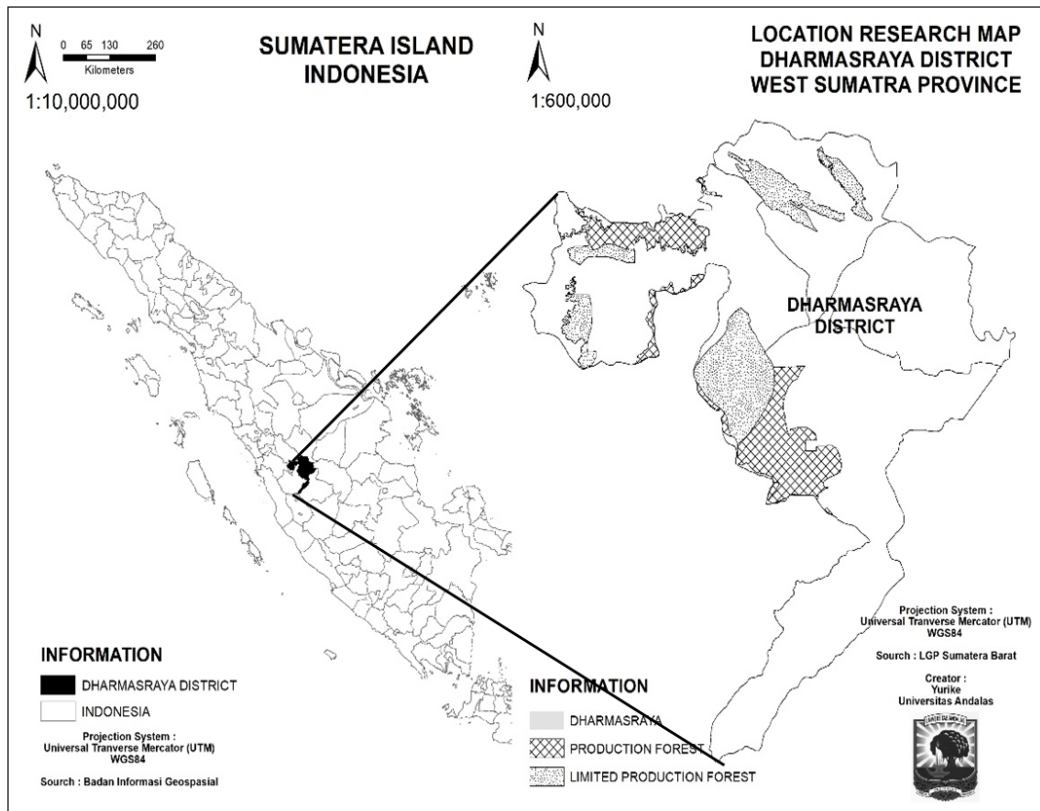 N
0 65 130 260
Kilometers
1:10,000,000
SUMATERA ISLAND
INDONESIA
N
1:600,000
LOCATION RESEARCH MAP
DHARMASRAYA DISTRICT
WEST SUMATRA PROVINCE
DHARMASRAYA
DISTRICT
INFORMATION
DHARMASRAYA DISTRICT
INDONESIA
Projection System :
Universal Tranverse Mercator (UTM)
WGS84
Sourch : Badan Informasi Geospasial
INFORMATION
DHARMASRAYA
PRODUCTION FOREST
LIMITED PRODUCTION FOREST
Projection System :
Universal Tranverse Mercator (UTM)
WGS84
Sourch : LGP Sumatera Barat
Creator :
Yurike
Universitas Andalas